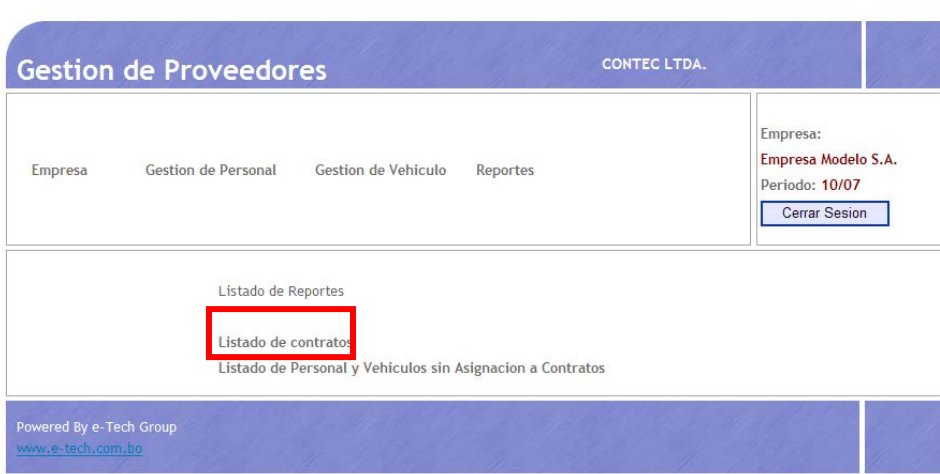 Gestion de Proveedores
CONTEC LTDA.
Empresa
Gestion de Personal
Gestion de Vehiculo
Reportes
Empresa:
Empresa Modelo S.A.
Periodo: 10/07
Cerrar Sesion
Listado de Reportes
Listado de contratos
Listado de Personal y Vehiculos sin Asignacion a Contratos
Powered By e-Tech Group
www.e-tech.com.bo